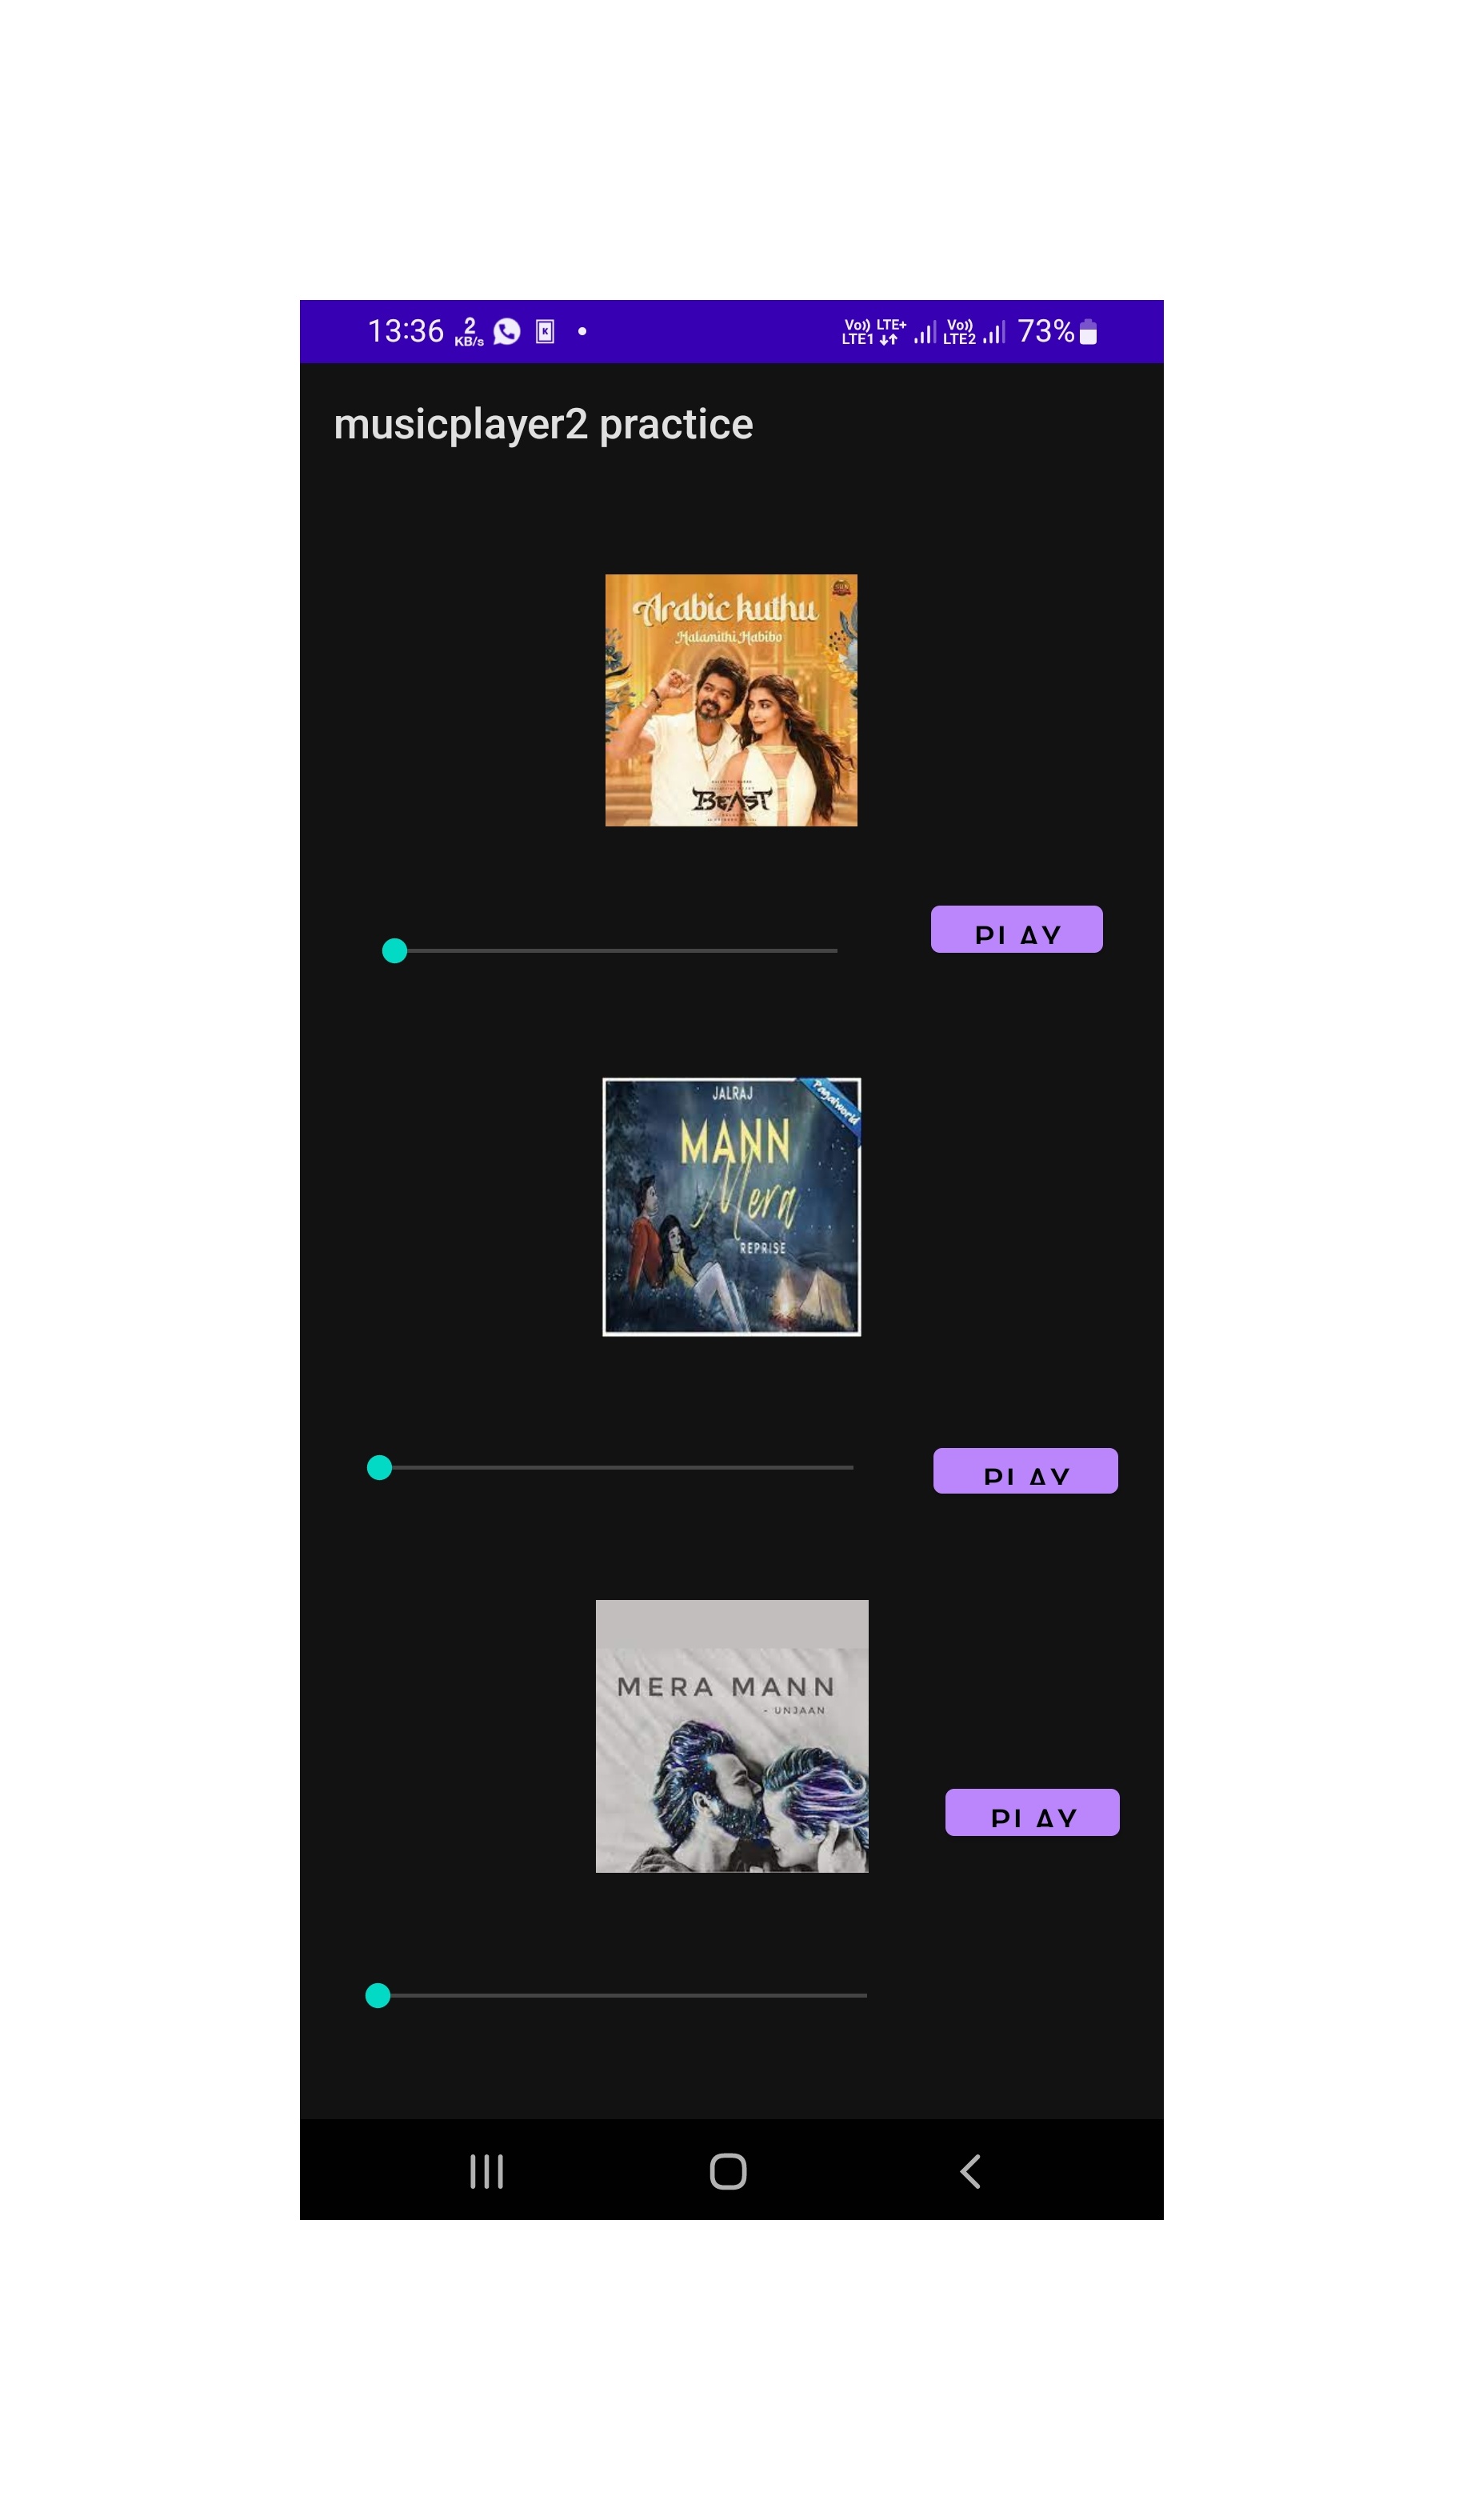 13:36 2 KB/s K Vo)) LTE1 LTE+ Vo)) LTE2 73%
musicplayer2 practice
Arabic kuthu
Halamithi Habibo
BEAST
PLAY
JALRAJ
Pagalworld
MANN
Mera
REPRISE
PLAY
MERA MANN
- UNJAAN
PLAY